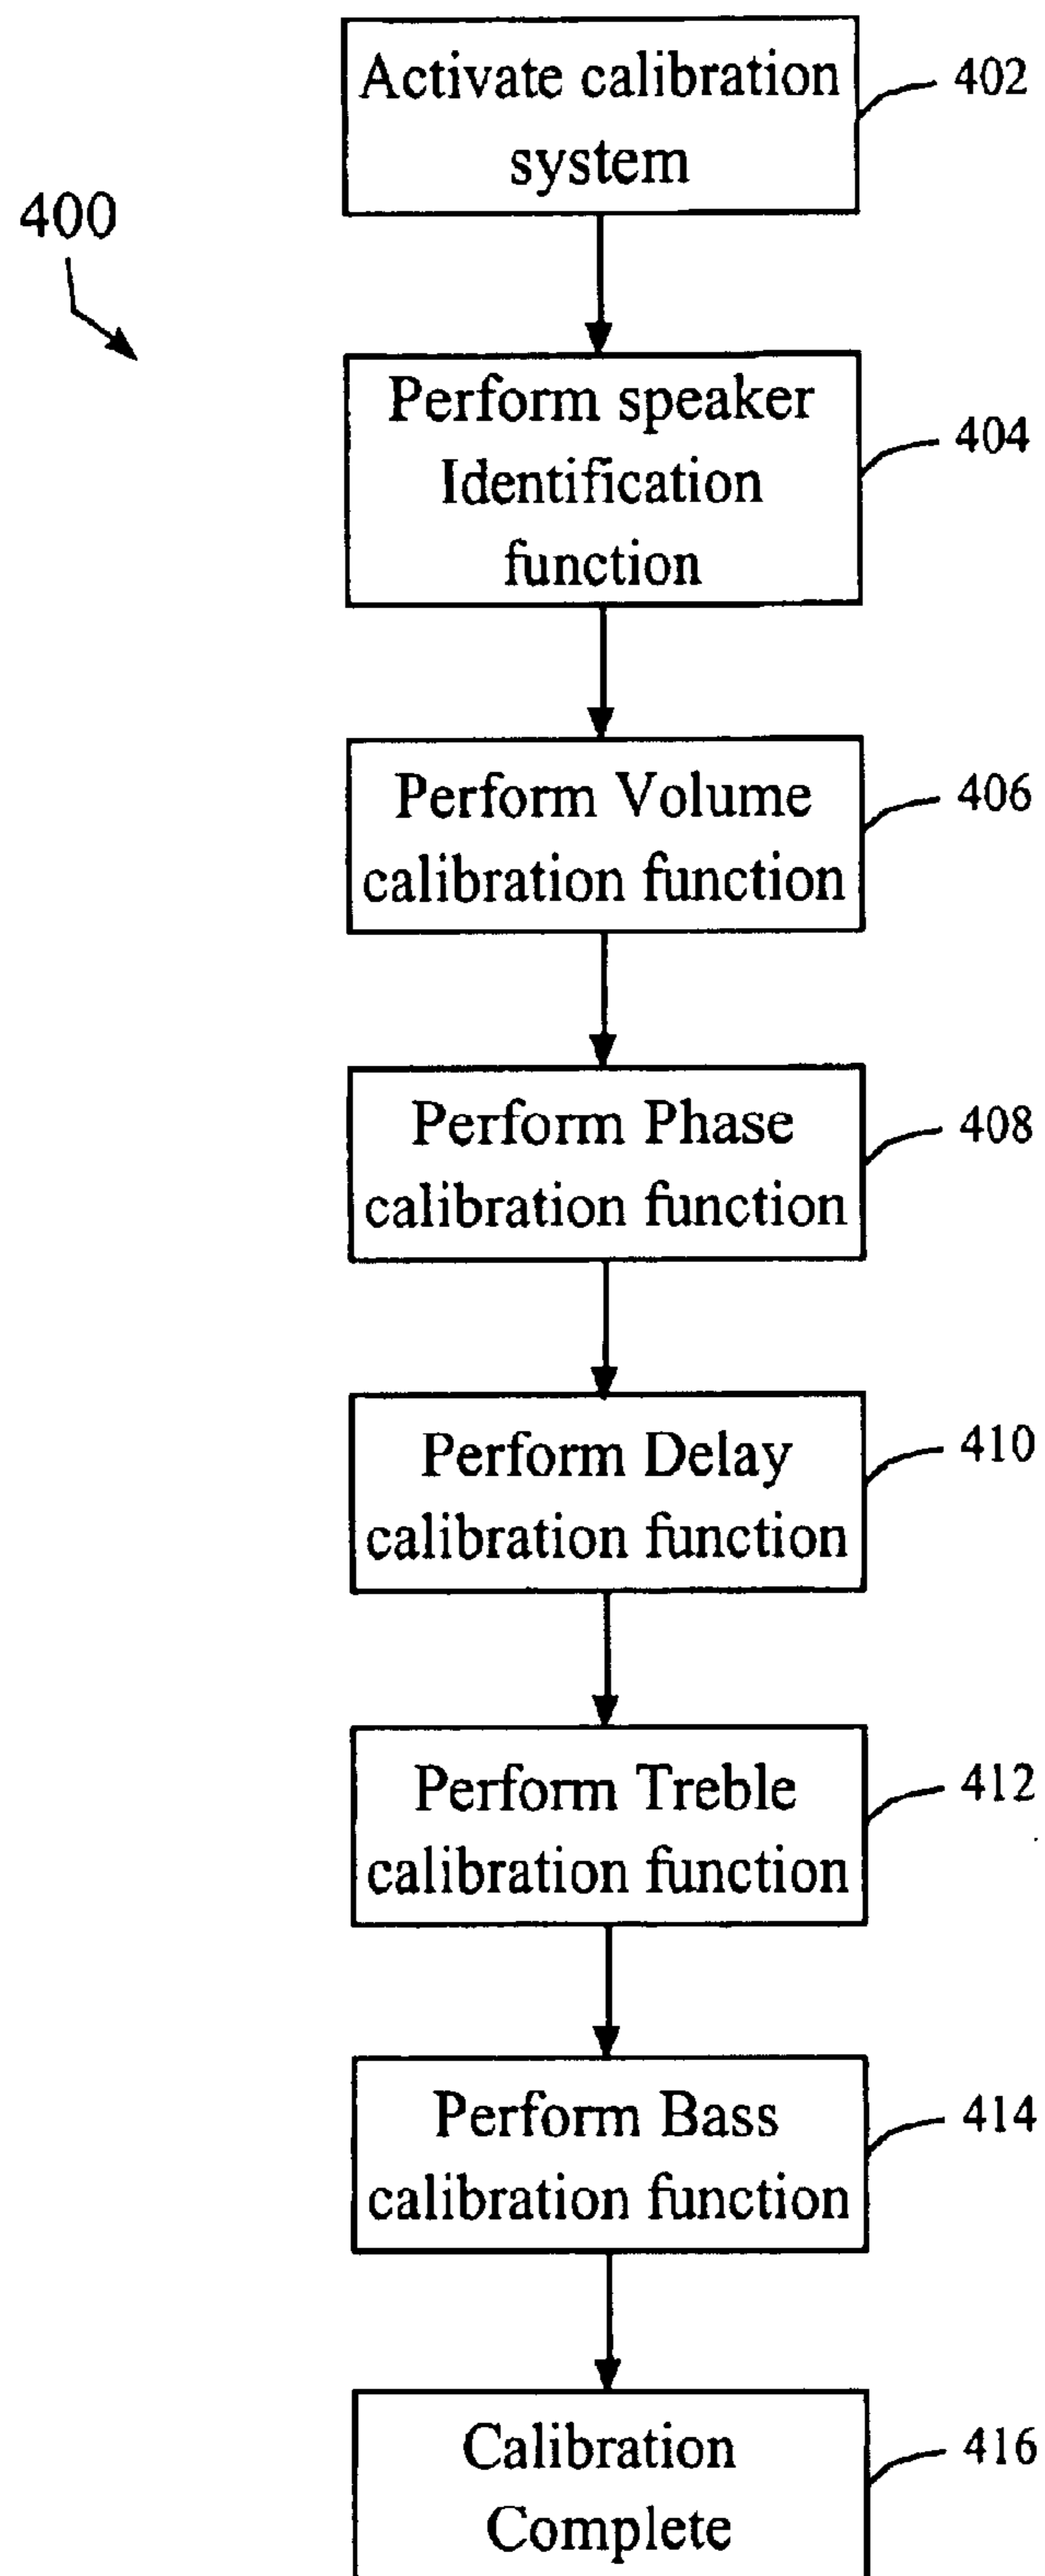 Activate calibration
system
402
400
Perform speaker
Identification
function
404
Perform Volume
calibration function
406
Perform Phase
calibration function
408
Perform Delay
calibration function
410
Perform Treble
calibration function
412
Perform Bass
calibration function
414
Calibration
Complete
416